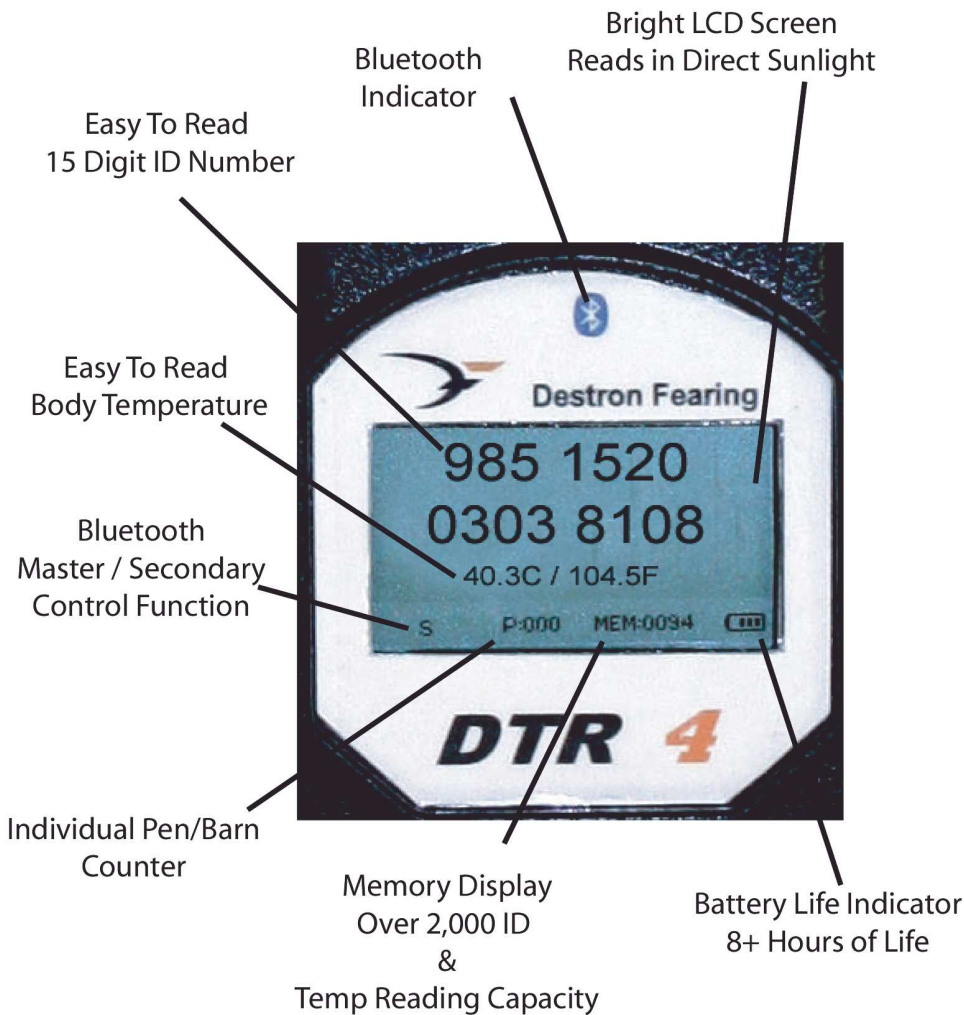 Bright LCD Screen
Reads in Direct Sunlight
Bluetooth
Indicator
Easy To Read
15 Digit ID Number
Easy To Read
Body Temperature
Destron Fearing
985 1520
0303 8108
40.3C / 104.5F
S P:000 MEM:0094
Bluetooth
Master / Secondary
Control Function
DTR 4
Individual Pen/Barn
Counter
Memory Display
Over 2,000 ID
&
Temp Reading Capacity
Battery Life Indicator
8+ Hours of Life